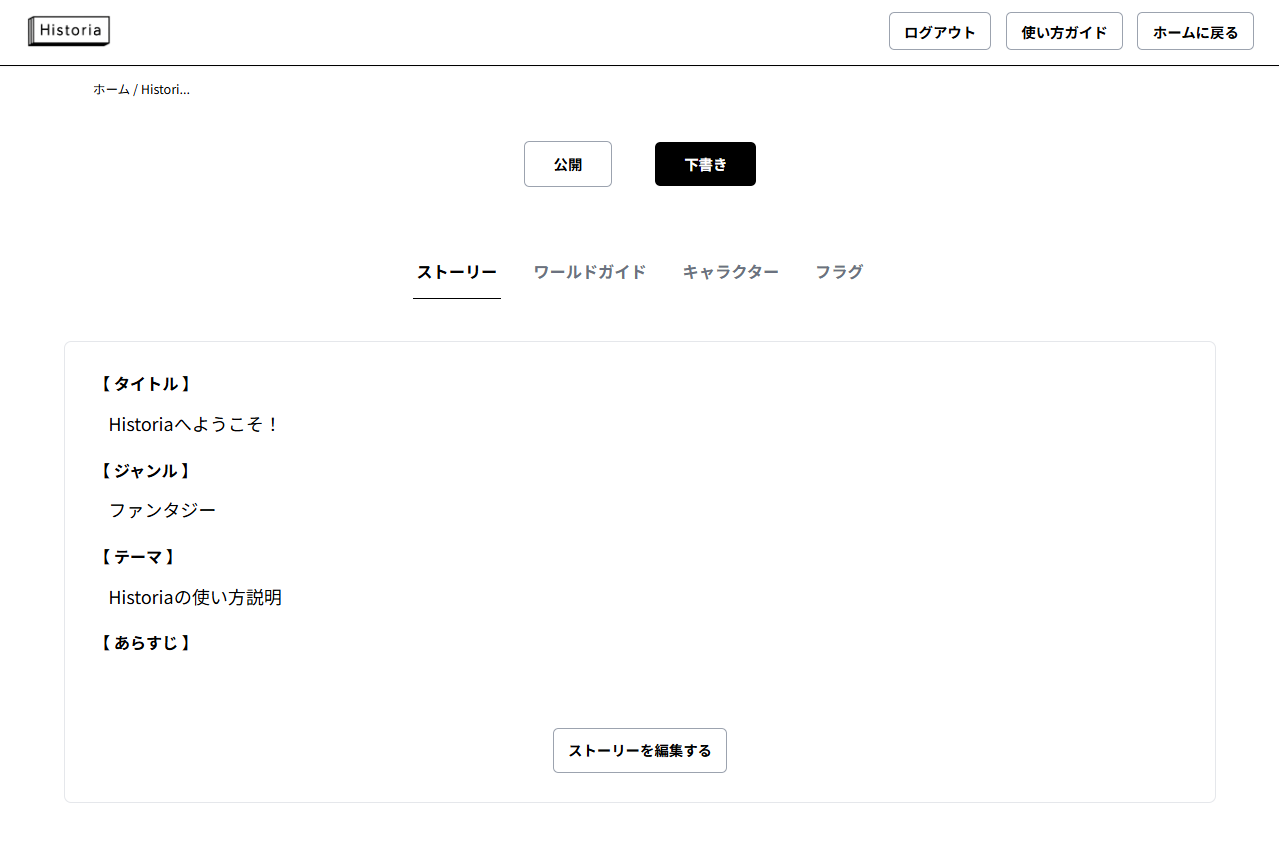 Historia
ログアウト 使い方ガイド ホームに戻る
ホーム / Histori...
公開 下書き
ストーリー ワールドガイド キャラクター フラグ
【 タイトル 】
Historiaへようこそ！
【 ジャンル 】
ファンタジー
【 テーマ 】
Historiaの使い方説明
【 あらすじ 】
ストーリーを編集する